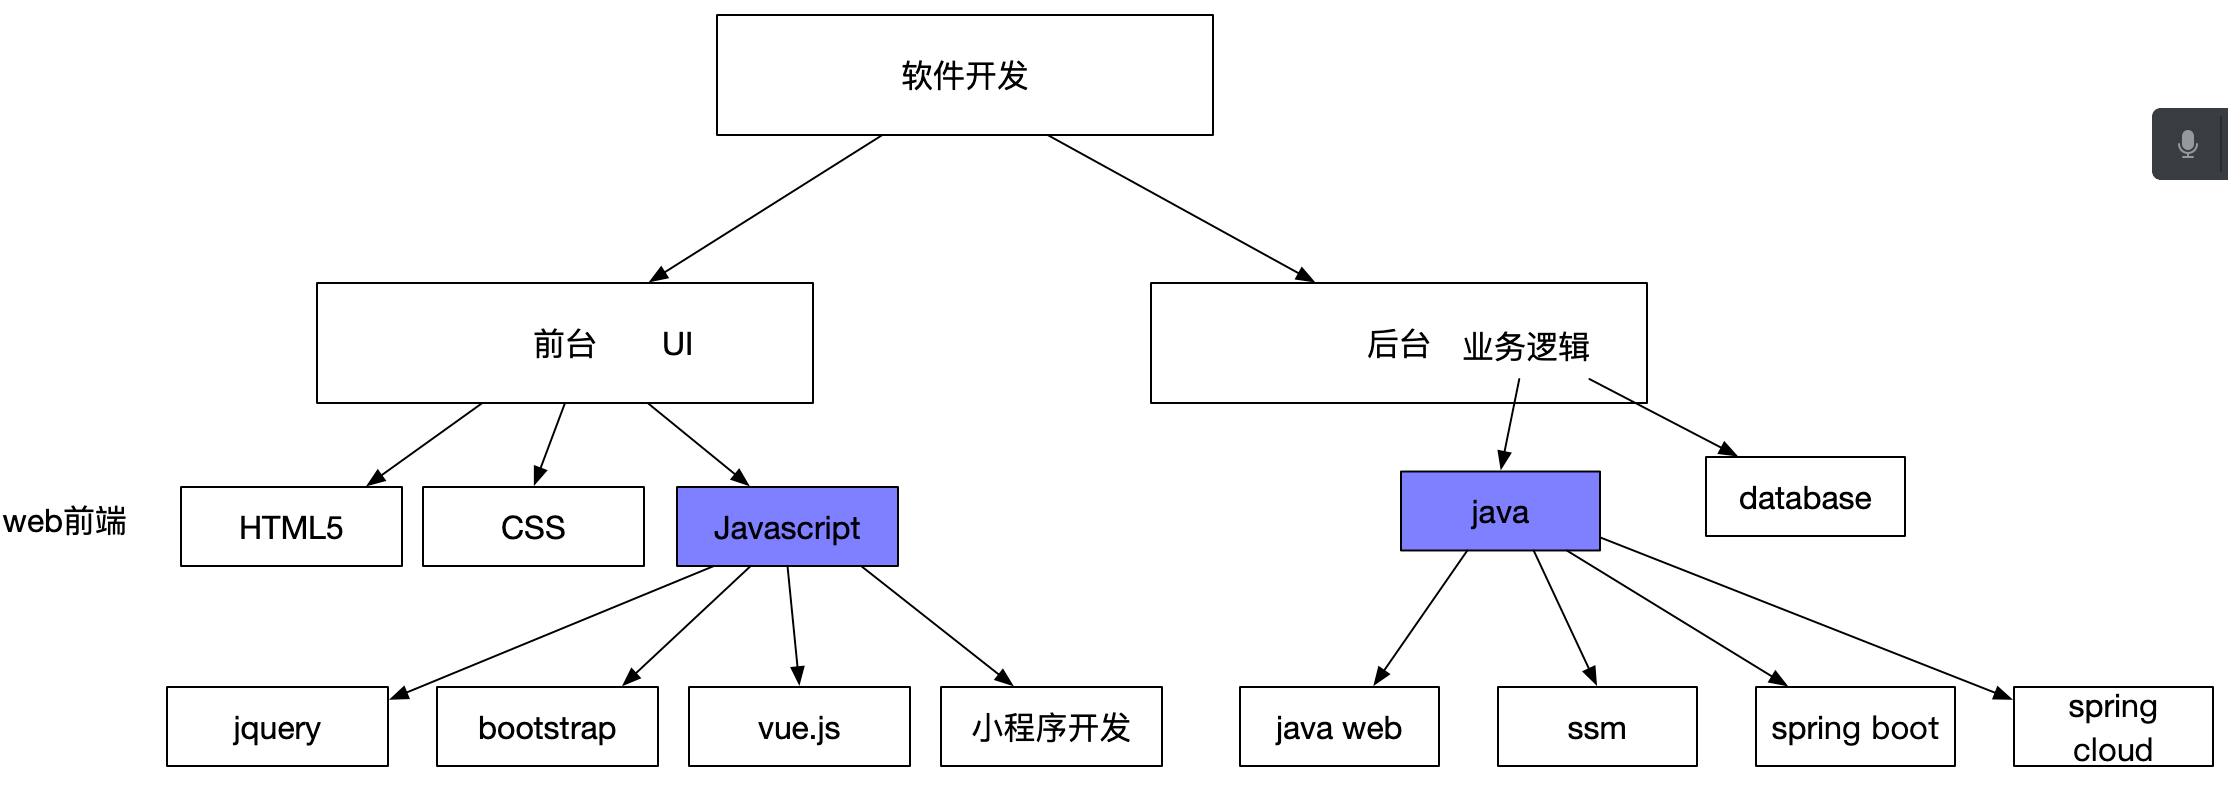 软件开发
前台 UI
后台 业务逻辑
web前端
HTML5
CSS
Javascript
java
database
jquery
bootstrap
vue.js
小程序开发
java web
ssm
spring boot
spring
cloud